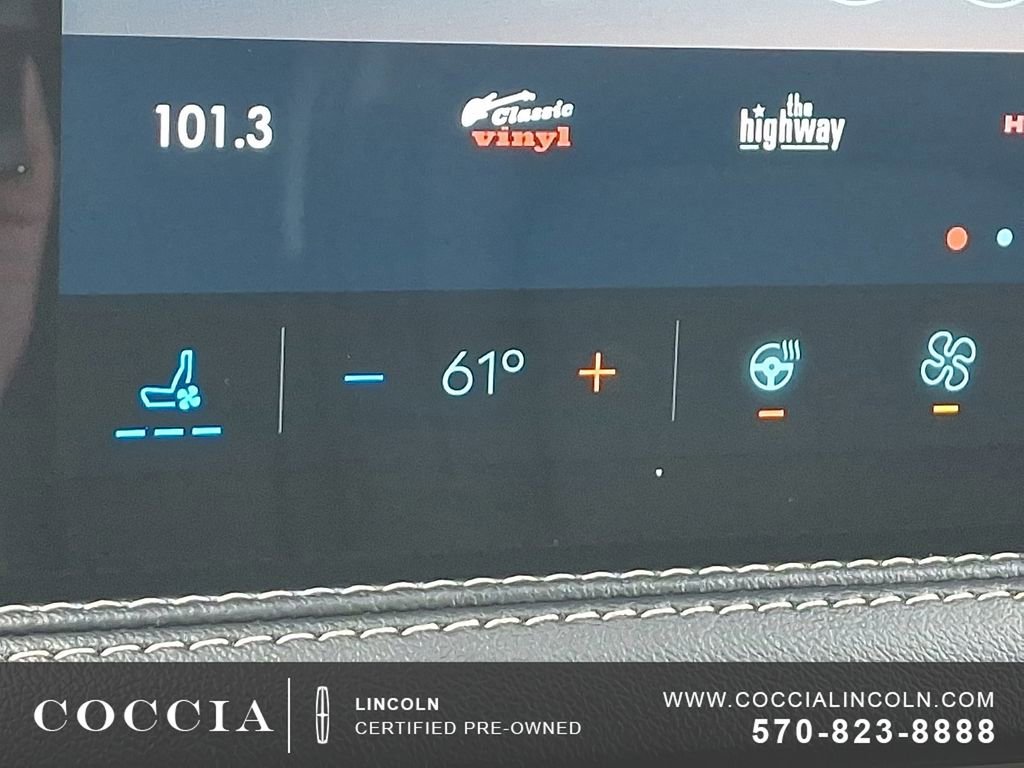 101.3
Classic
vinyl
the
highway
H
61°
COCCIA
LINCOLN
CERTIFIED PRE-OWNED
WWW.COCCIALINCOLN.COM
570-823-8888